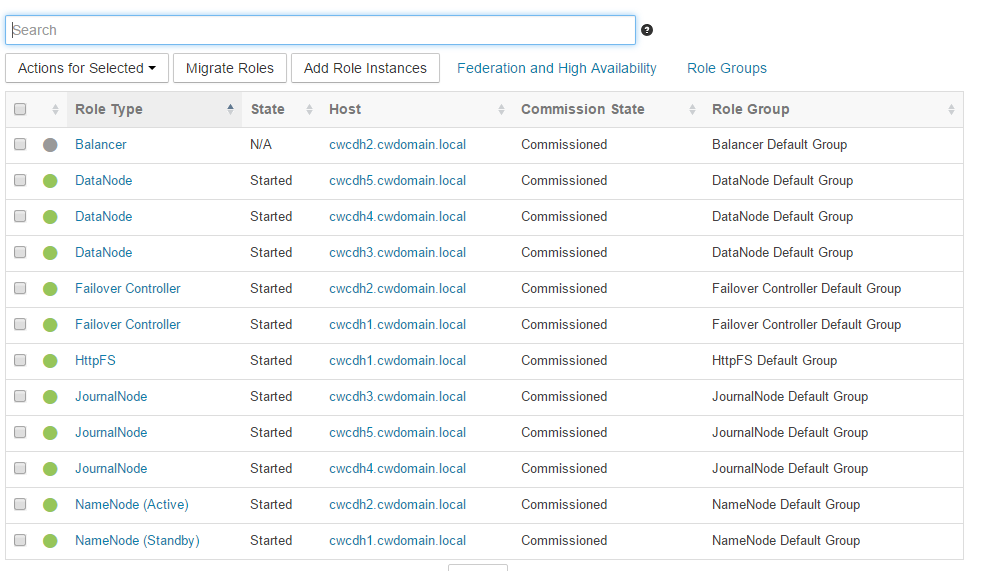 Search ?
Actions for Selected Migrate Roles Add Role Instances Federation and High Availability Role Groups
Role Type State Host Commission State Role Group
Balancer N/A cwcdh2.cwdomain.local Commissioned Balancer Default Group
DataNode Started cwcdh5.cwdomain.local Commissioned DataNode Default Group
DataNode Started cwcdh4.cwdomain.local Commissioned DataNode Default Group
DataNode Started cwcdh3.cwdomain.local Commissioned DataNode Default Group
Failover Controller Started cwcdh2.cwdomain.local Commissioned Failover Controller Default Group
Failover Controller Started cwcdh1.cwdomain.local Commissioned Failover Controller Default Group
HttpFS Started cwcdh1.cwdomain.local Commissioned HttpFS Default Group
JournalNode Started cwcdh3.cwdomain.local Commissioned JournalNode Default Group
JournalNode Started cwcdh5.cwdomain.local Commissioned JournalNode Default Group
JournalNode Started cwcdh4.cwdomain.local Commissioned JournalNode Default Group
NameNode (Active) Started cwcdh2.cwdomain.local Commissioned NameNode Default Group
NameNode (Standby) Started cwcdh1.cwdomain.local Commissioned NameNode Default Group